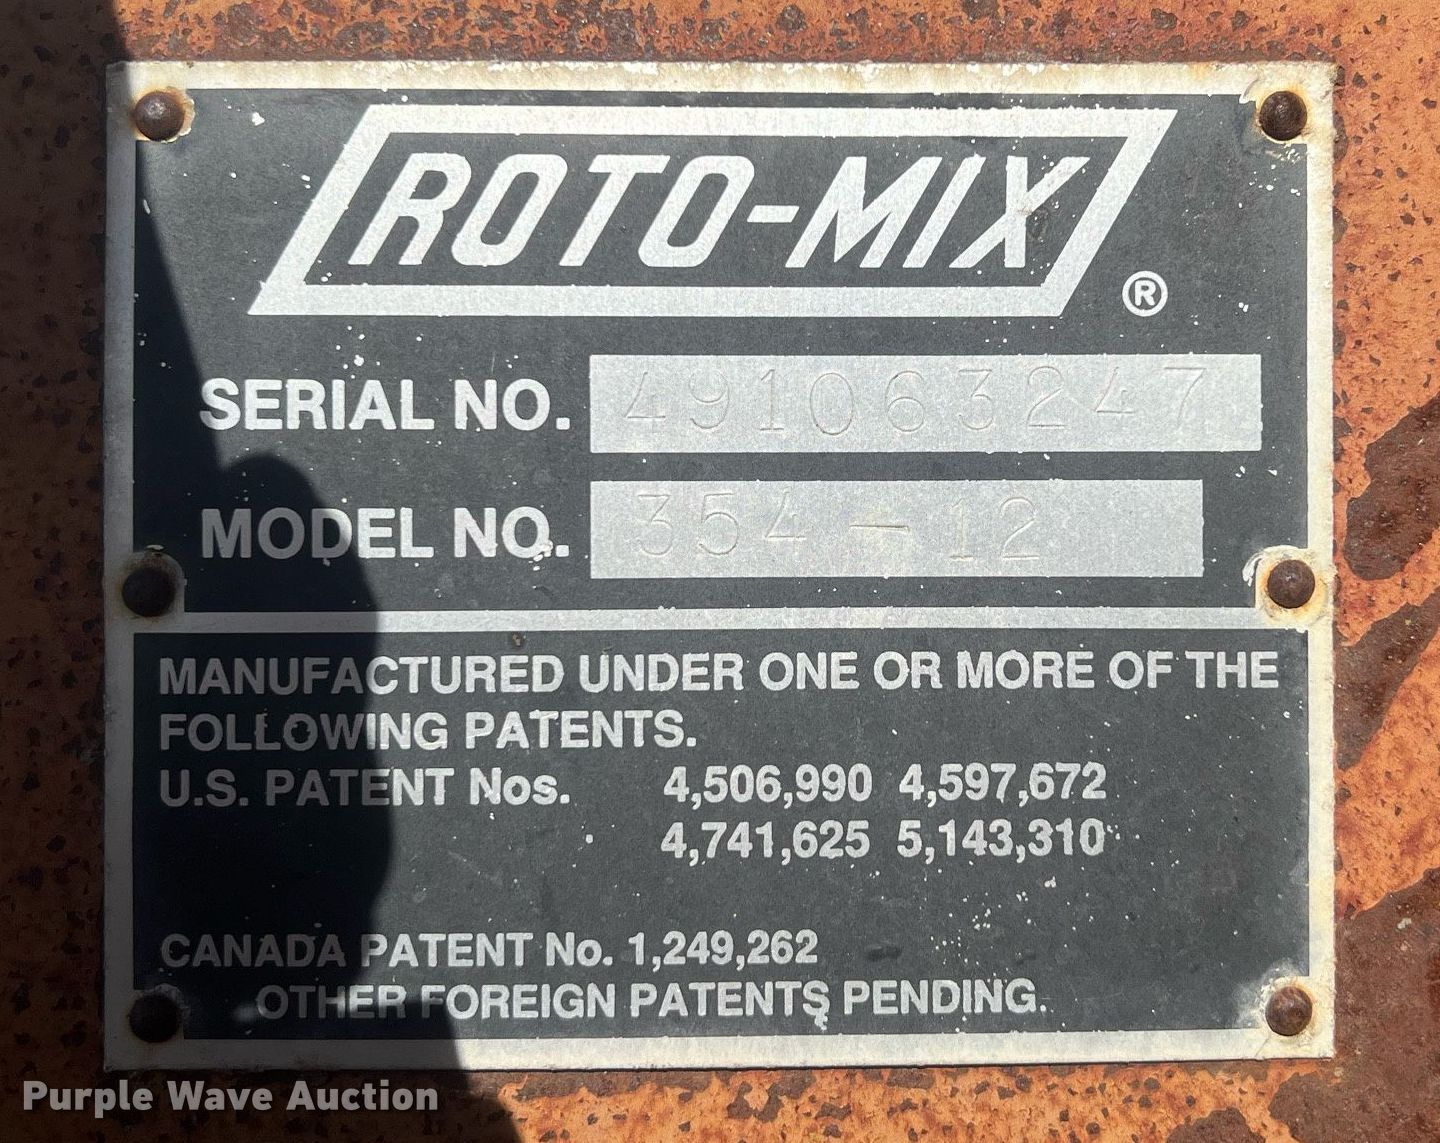 ROTO-MIX
®
SERIAL NO. 491063247
MODEL NO. 354-12
MANUFACTURED UNDER ONE OR MORE OF THE
FOLLOWING PATENTS.
U.S. PATENT Nos. 4,506,990 4,597,672
4,741,625 5,143,310
CANADA PATENT No. 1,249,262
OTHER FOREIGN PATENTS PENDING.
Purple Wave Auction